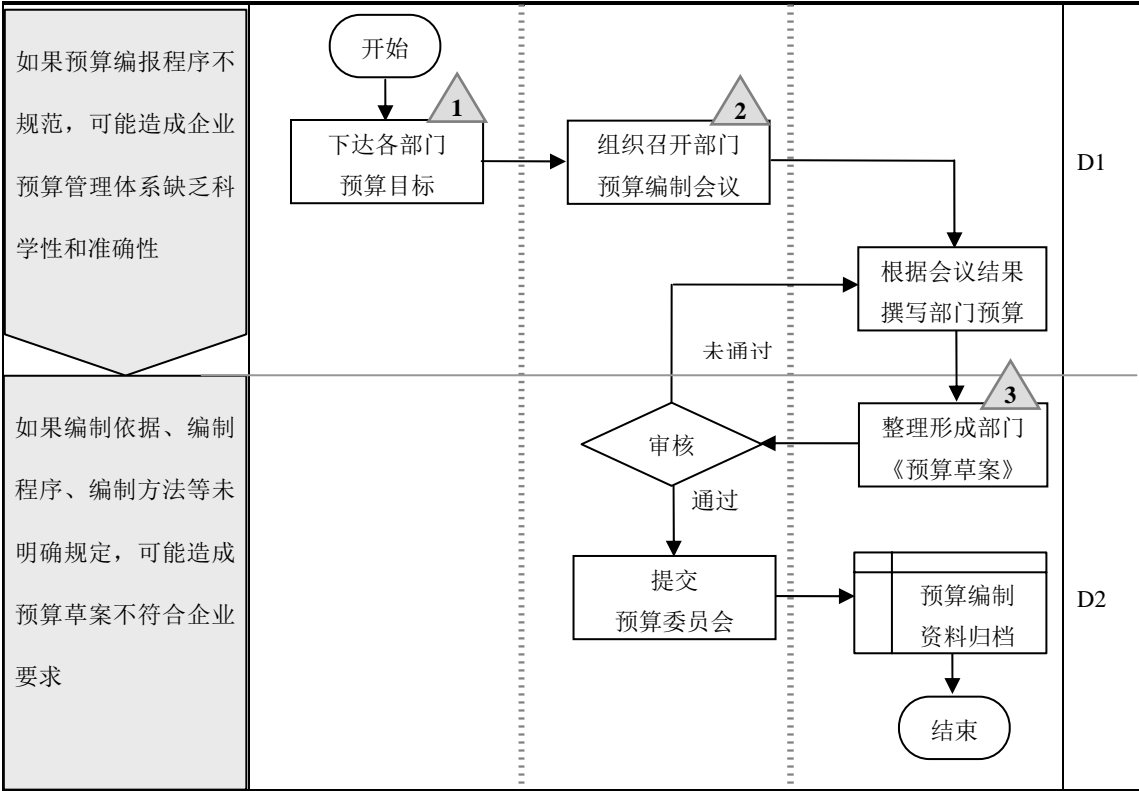 如果预算编报程序不
规范，可能造成企业
预算管理体系缺乏科
学性和准确性
开始
1
下达各部门
预算目标
2
组织召开部门
预算编制会议
D1
根据会议结果
撰写部门预算
未通过
如果编制依据、编制
程序、编制方法等未
明确规定，可能造成
预算草案不符合企业
要求
3
整理形成部门
《预算草案》
审核
通过
提交
预算委员会
预算编制
资料归档
D2
结束